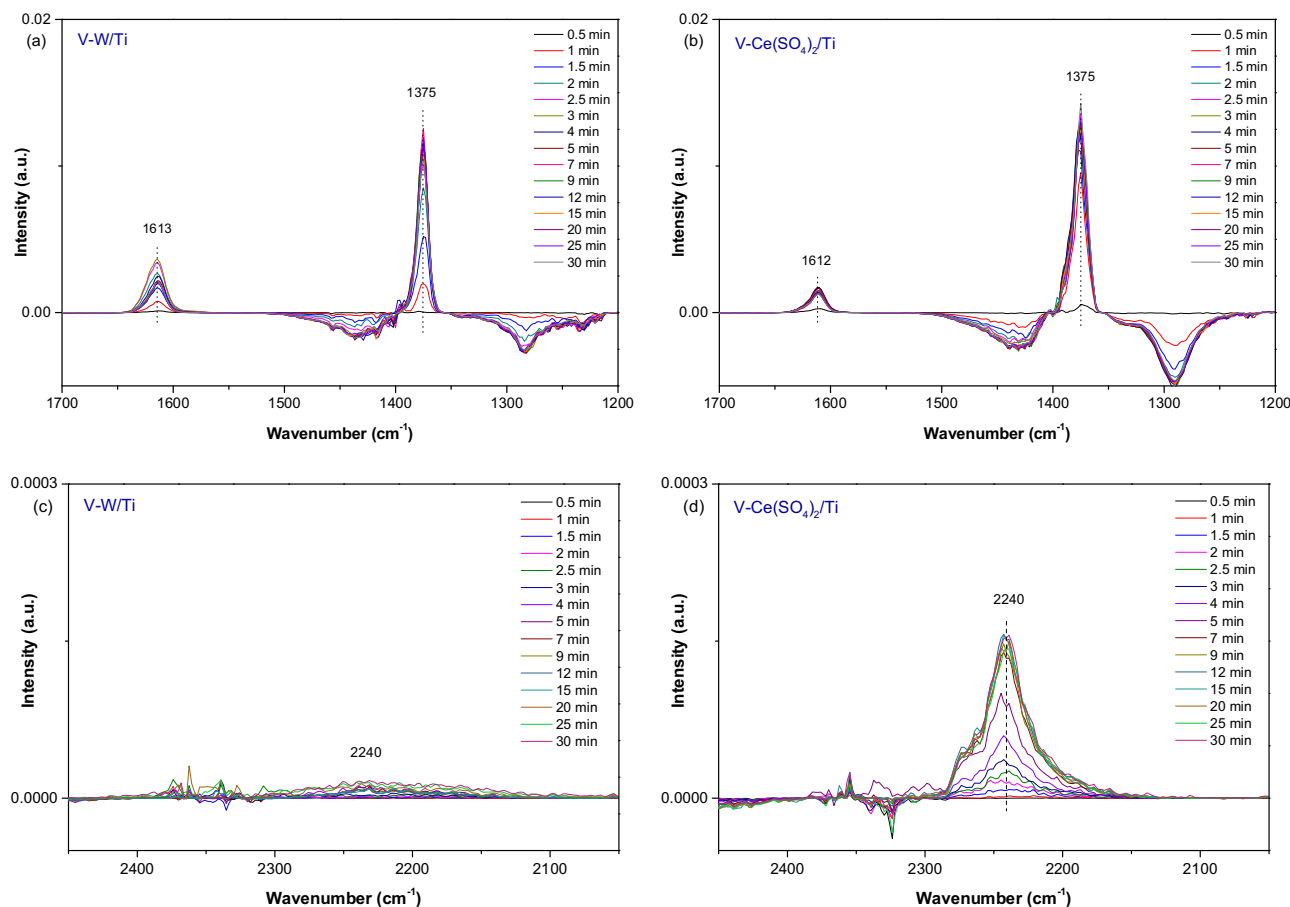 (a)
V-W/Ti
0.02
0.00
Intensity (a.u.)
1613
1375
0.5 min
1 min
1.5 min
2 min
2.5 min
3 min
4 min
5 min
7 min
9 min
12 min
15 min
20 min
25 min
30 min
1700 1600 1500 1400 1300 1200
Wavenumber (cm⁻¹)
(b)
V-Ce(SO₄)₂/Ti
0.02
0.00
Intensity (a.u.)
1612
1375
0.5 min
1 min
1.5 min
2 min
2.5 min
3 min
4 min
5 min
7 min
9 min
12 min
15 min
20 min
25 min
30 min
1700 1600 1500 1400 1300 1200
Wavenumber (cm⁻¹)
(c)
V-W/Ti
0.0003
0.0000
Intensity (a.u.)
2240
0.5 min
1 min
1.5 min
2 min
2.5 min
3 min
4 min
5 min
7 min
9 min
12 min
15 min
20 min
25 min
30 min
2400 2300 2200 2100
Wavenumber (cm⁻¹)
(d)
V-Ce(SO₄)₂/Ti
0.0003
0.0000
Intensity (a.u.)
2240
0.5 min
1 min
1.5 min
2 min
2.5 min
3 min
4 min
5 min
7 min
9 min
12 min
15 min
20 min
25 min
30 min
2400 2300 2200 2100
Wavenumber (cm⁻¹)